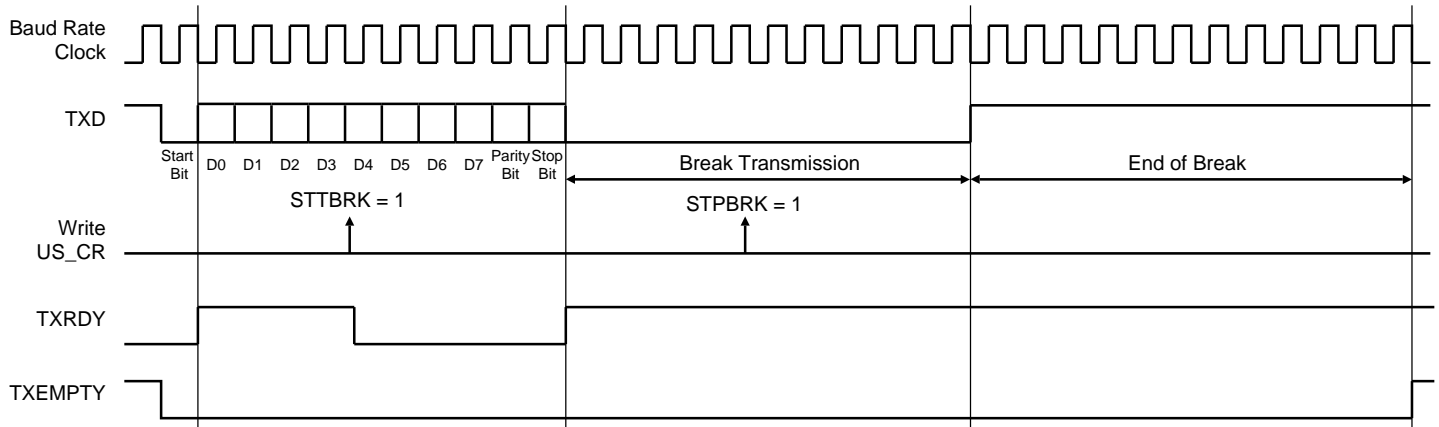 Baud Rate
Clock
TXD
Start
Bit
D0 D1 D2 D3 D4 D5 D6 D7
Parity
Bit
Stop
Bit
Break Transmission
End of Break
STTBRK = 1
STPBRK = 1
Write
US_CR
TXRDY
TXEMPTY